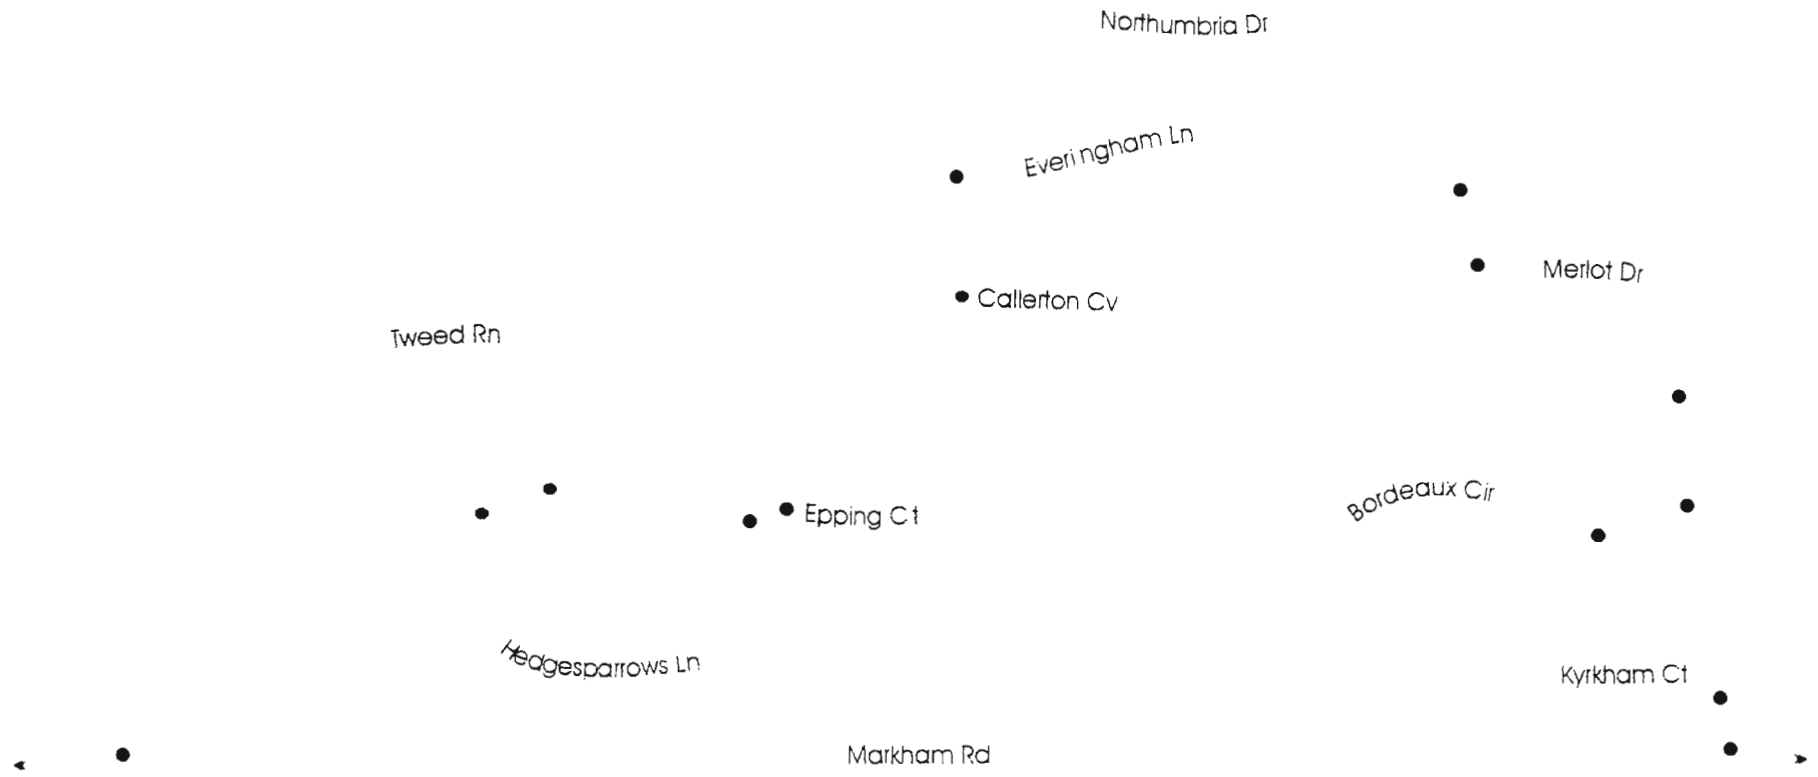 Northumbria Dr
Everingham Ln
Merlot Dr
Callerton Cv
Tweed Rn
Bordeaux Cir
Epping Ct
Hedgesparrows Ln
Kyrkham Ct
Markham Rd